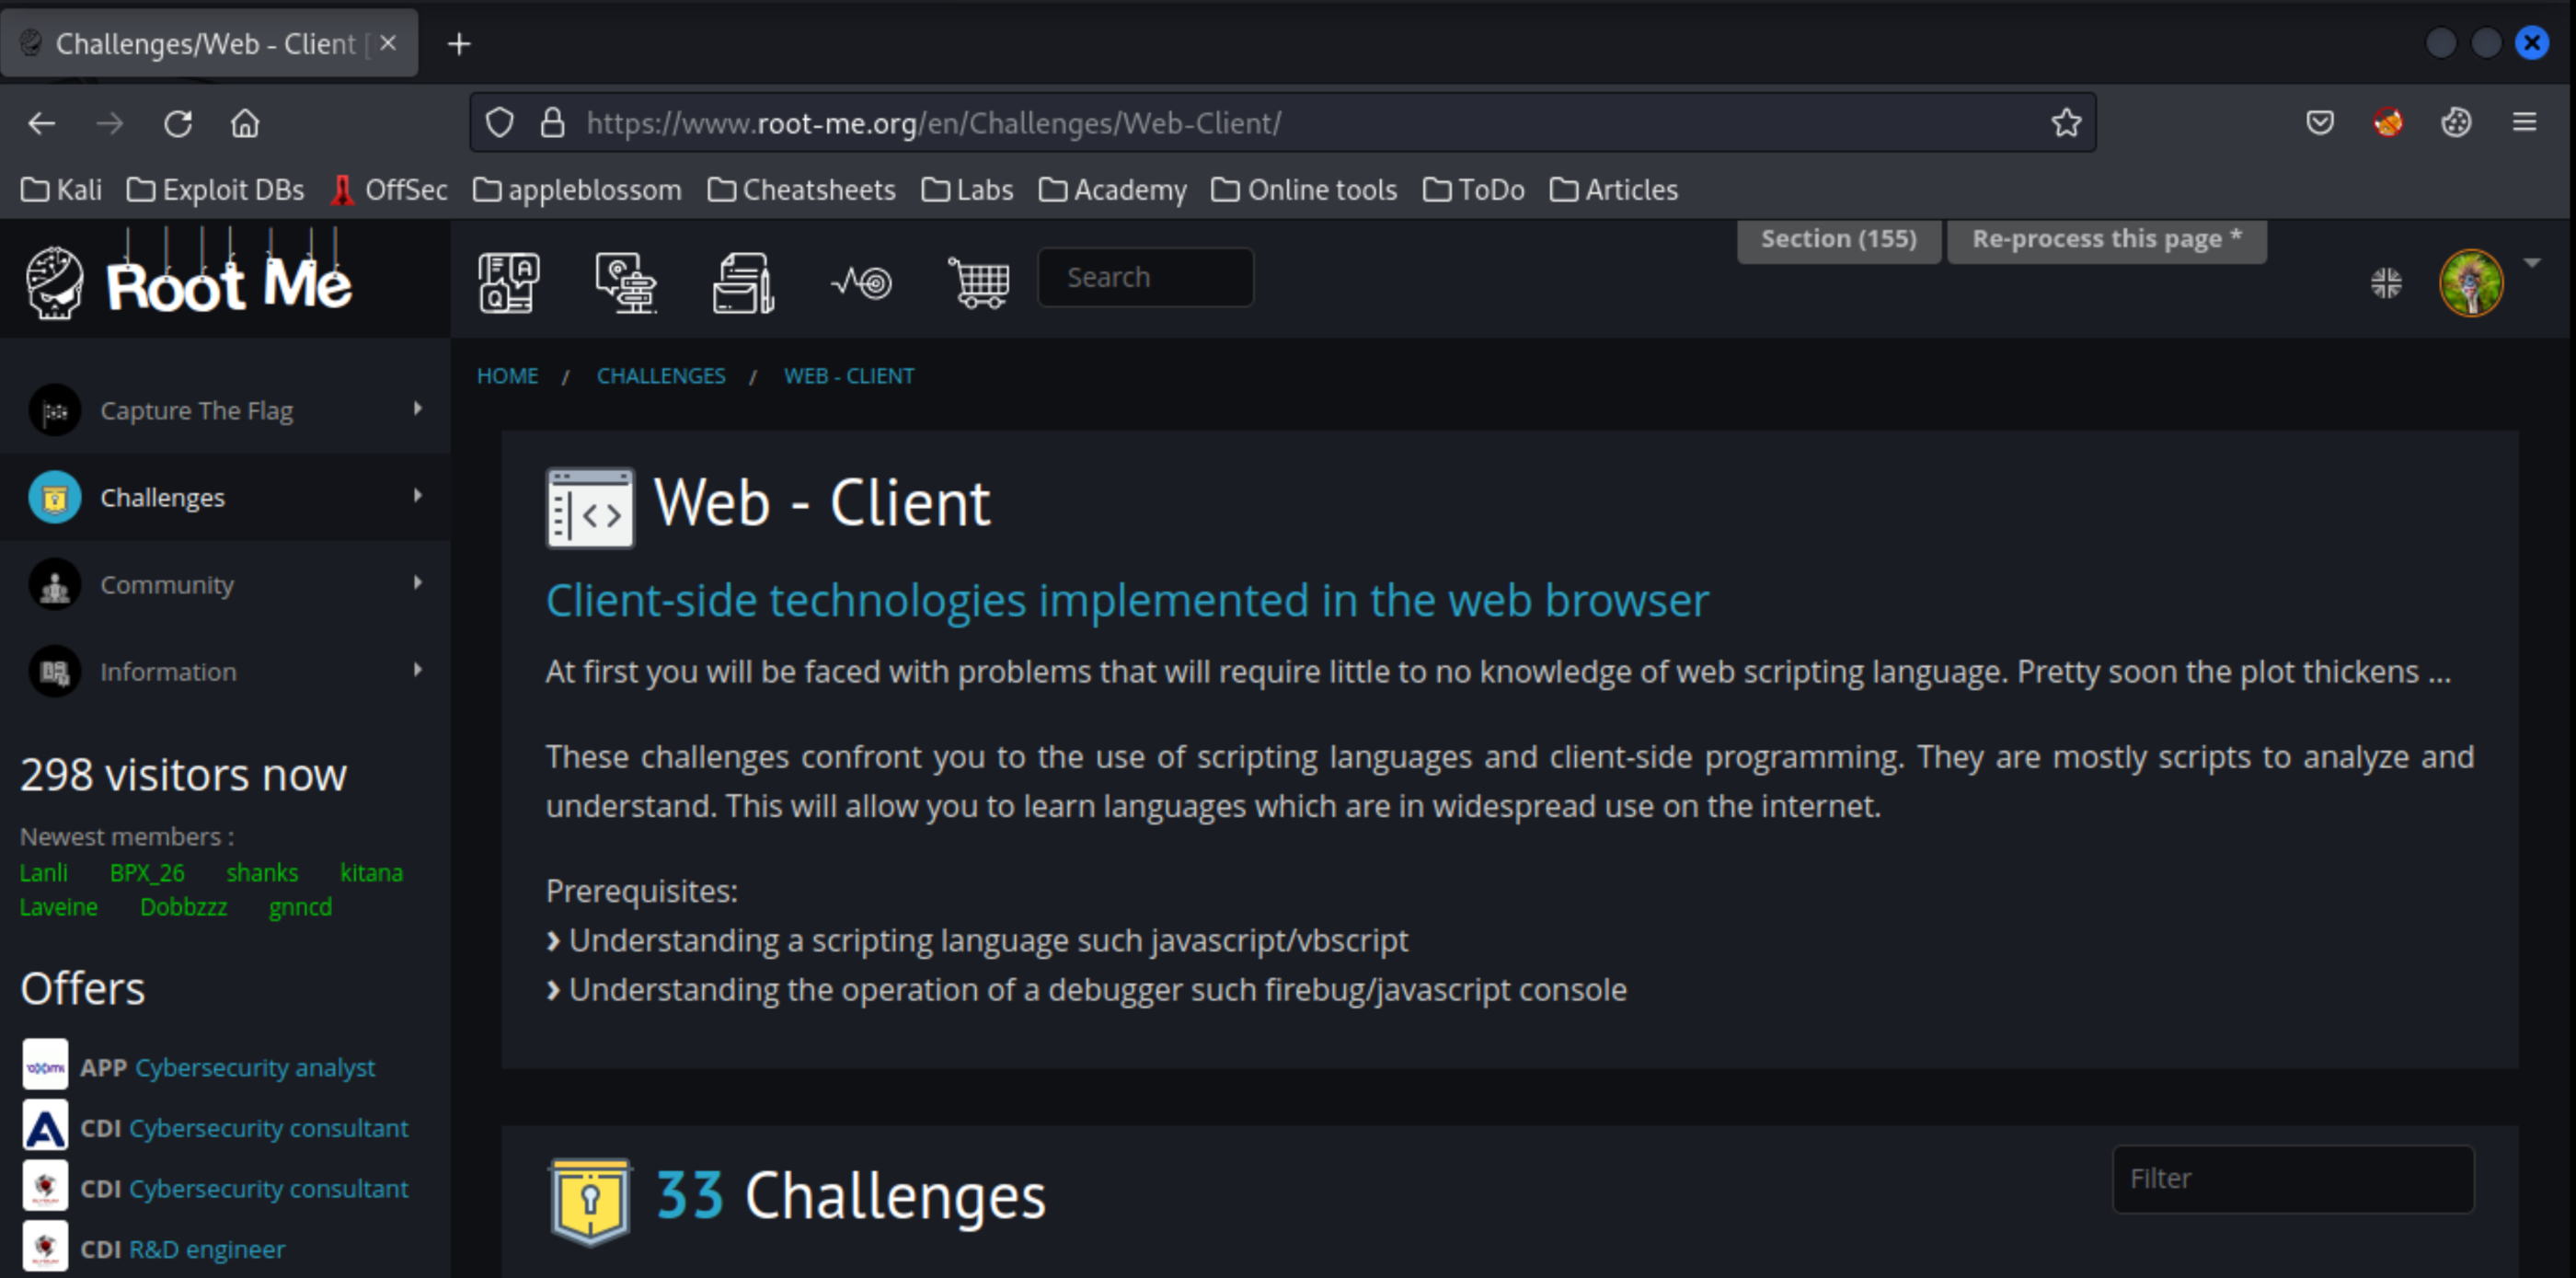 Challenges/Web - Client [
https://www.root-me.org/en/Challenges/Web-Client/
Kali Exploit DBs OffSec appleblossom Cheatsheets Labs Academy Online tools ToDo Articles
Root Me
Search
Section (155) Re-process this page *
HOME / CHALLENGES / WEB - CLIENT
Capture The Flag
Challenges
Community
Information
298 visitors now
Newest members :
Lanli BPX_26 shanks kitana
Laveine Dobbzzz gnncd
Offers
APP Cybersecurity analyst
CDI Cybersecurity consultant
CDI Cybersecurity consultant
CDI R&D engineer
Web - Client
Client-side technologies implemented in the web browser
At first you will be faced with problems that will require little to no knowledge of web scripting language. Pretty soon the plot thickens ...
These challenges confront you to the use of scripting languages and client-side programming. They are mostly scripts to analyze and
understand. This will allow you to learn languages which are in widespread use on the internet.
Prerequisites:
› Understanding a scripting language such javascript/vbscript
› Understanding the operation of a debugger such firebug/javascript console
33 Challenges
Filter